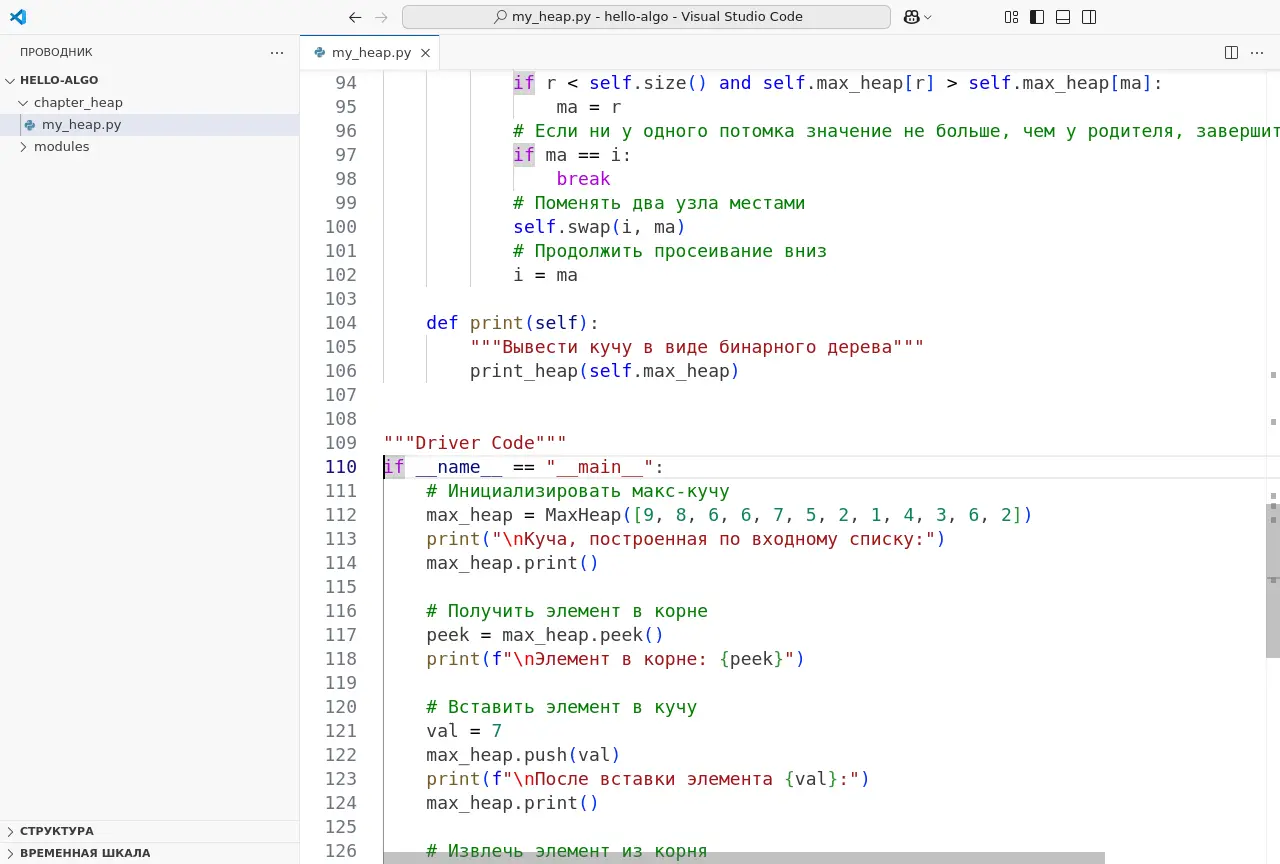 my_heap.py - hello-algo - Visual Studio Code
ПРОВОДНИК
HELLO-ALGO
chapter_heap
my_heap.py
modules
СТРУКТУРА
ВРЕМЕННАЯ ШКАЛА
my_heap.py
94 if r < self.size() and self.max_heap[r] > self.max_heap[ma]:
95 ma = r
96 # Если ни у одного потомка значение не больше, чем у родителя, завершит
97 if ma == i:
98 break
99 # Поменять два узла местами
100 self.swap(i, ma)
101 # Продолжить просеивание вниз
102 i = ma
103
104 def print(self):
105 """Вывести кучу в виде бинарного дерева"""
106 print_heap(self.max_heap)
107
108
109 """Driver Code"""
110 if __name__ == "__main__":
111 # Инициализировать макс-кучу
112 max_heap = MaxHeap([9, 8, 6, 6, 7, 5, 2, 1, 4, 3, 6, 2])
113 print("\nКуча, построенная по входному списку:")
114 max_heap.print()
115
116 # Получить элемент в корне
117 peek = max_heap.peek()
118 print(f"\nЭлемент в корне: {peek}")
119
120 # Вставить элемент в кучу
121 val = 7
122 max_heap.push(val)
123 print(f"\nПосле вставки элемента {val}:")
124 max_heap.print()
125
126 # Извлечь элемент из корня